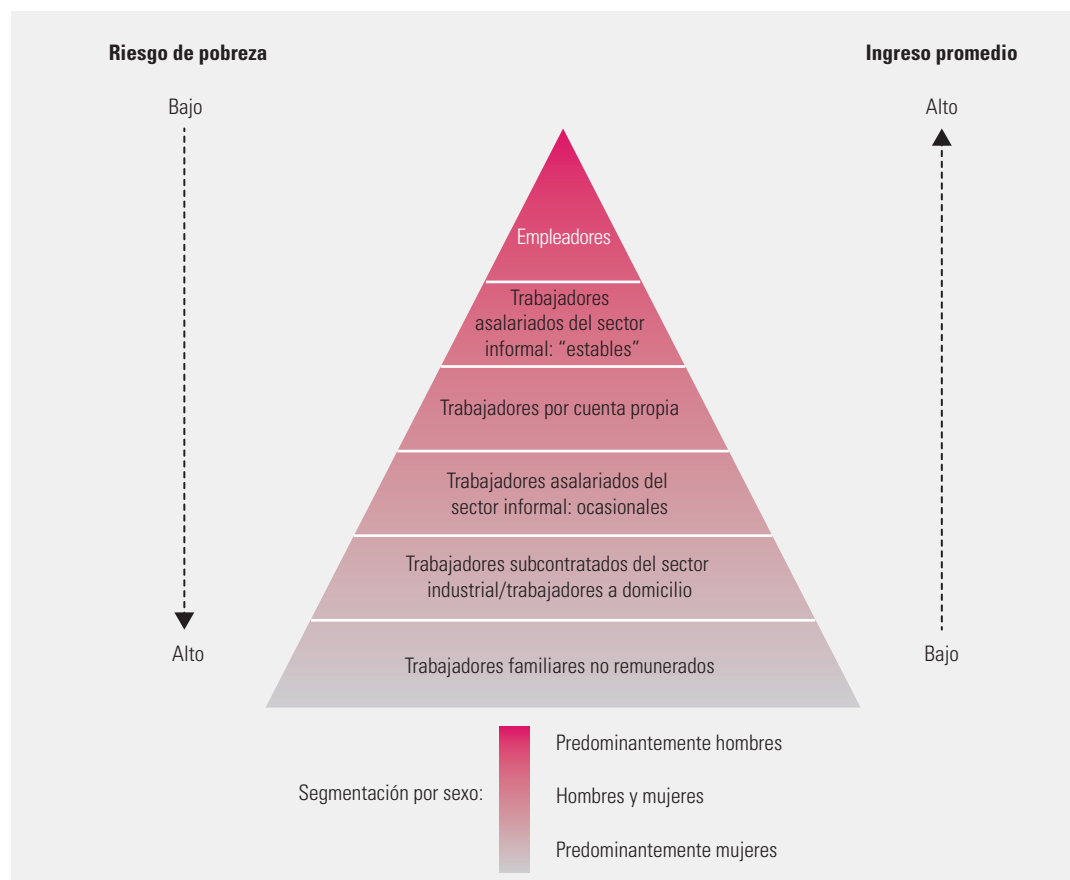 Riesgo de pobreza
Ingreso promedio
Bajo
Alto
Empleadores
Trabajadores
asalariados del sector
informal: “estables”
Trabajadores por cuenta propia
Trabajadores asalariados del
sector informal: ocasionales
Trabajadores subcontratados del sector
industrial/trabajadores a domicilio
Alto
Bajo
Trabajadores familiares no remunerados
Predominantemente hombres
Segmentación por sexo:
Hombres y mujeres
Predominantemente mujeres